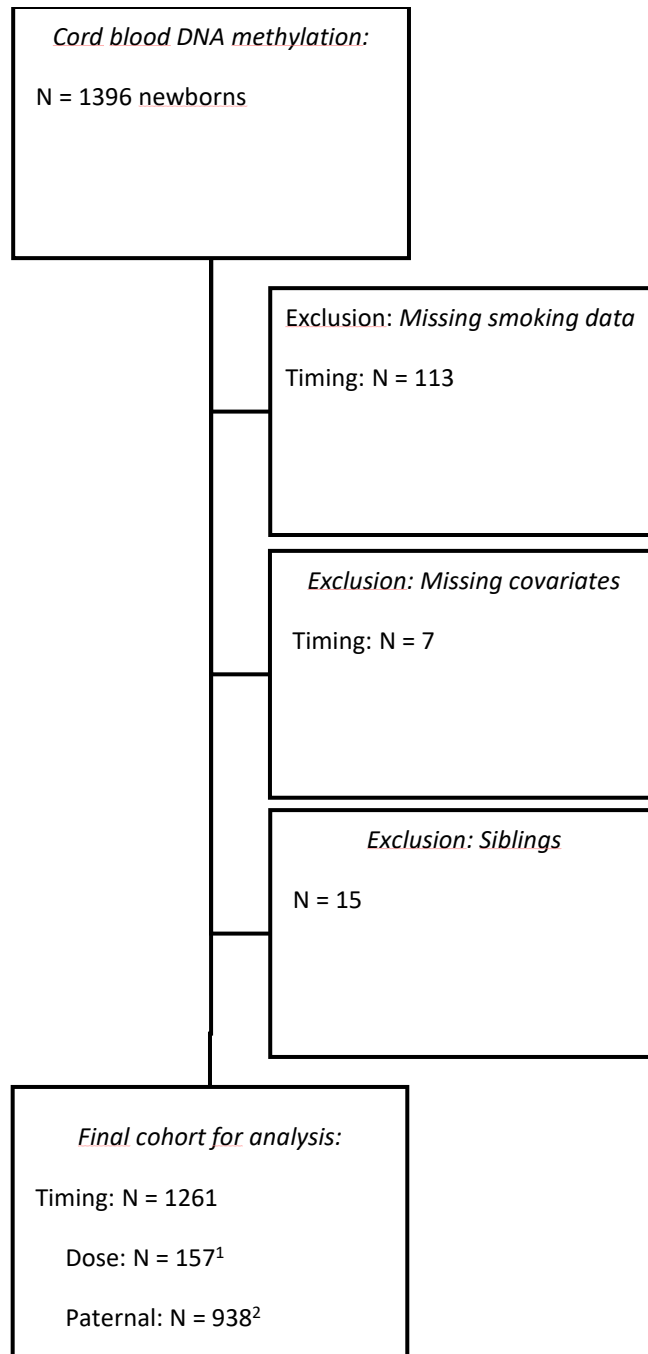 Cord blood DNA methylation:
N = 1396 newborns
Exclusion: Missing smoking data
Timing: N = 113
Exclusion: Missing covariates
Timing: N = 7
Exclusion: Siblings
N = 15
Final cohort for analysis:
Timing: N = 1261
Dose: N = 157¹
Paternal: N = 938²